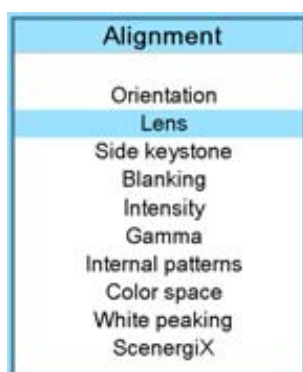 Alignment
Orientation
Lens
Side keystone
Blanking
Intensity
Gamma
Internal patterns
Color space
White peaking
ScenergiX